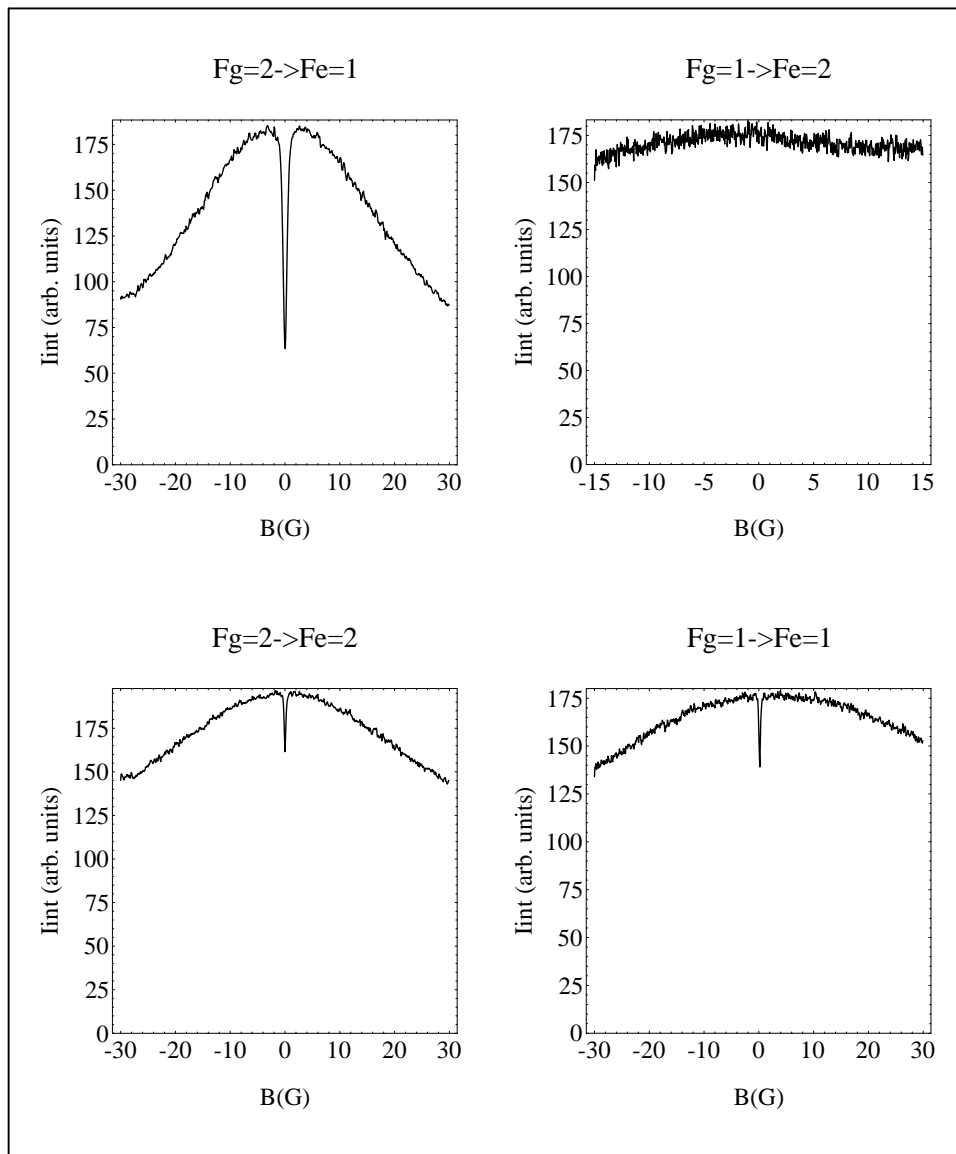 Fg=2->Fe=1
Iint (arb. units)
175
150
125
100
75
50
25
0
-30 -20 -10 0 10 20 30
B(G)
Fg=1->Fe=2
Iint (arb. units)
175
150
125
100
75
50
25
0
-15 -10 -5 0 5 10 15
B(G)
Fg=2->Fe=2
Iint (arb. units)
175
150
125
100
75
50
25
0
-30 -20 -10 0 10 20 30
B(G)
Fg=1->Fe=1
Iint (arb. units)
175
150
125
100
75
50
25
0
-30 -20 -10 0 10 20 30
B(G)